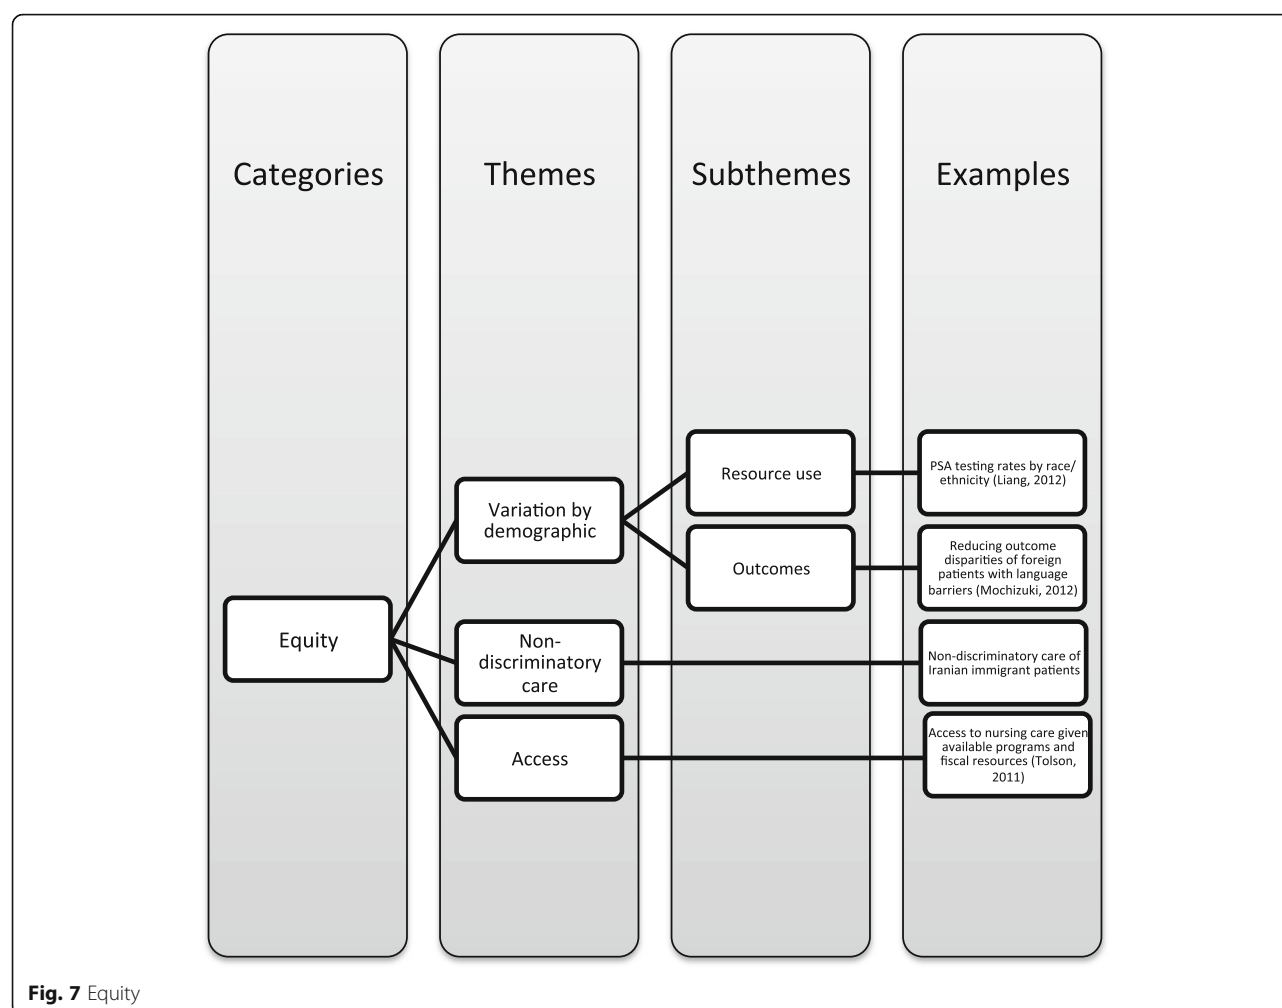 Categories
Themes
Subthemes
Examples
Equity
Variation by
demographic
Non-
discriminatory
care
Access
Resource use
Outcomes
PSA testing rates by race/
ethnicity (Liang, 2012)
Reducing outcome
disparities of foreign
patients with language
barriers (Mochizuki, 2012)
Non-discriminatory care of
Iranian immigrant patients
Access to nursing care given
available programs and
fiscal resources (Tolson,
2011)
Fig. 7 Equity